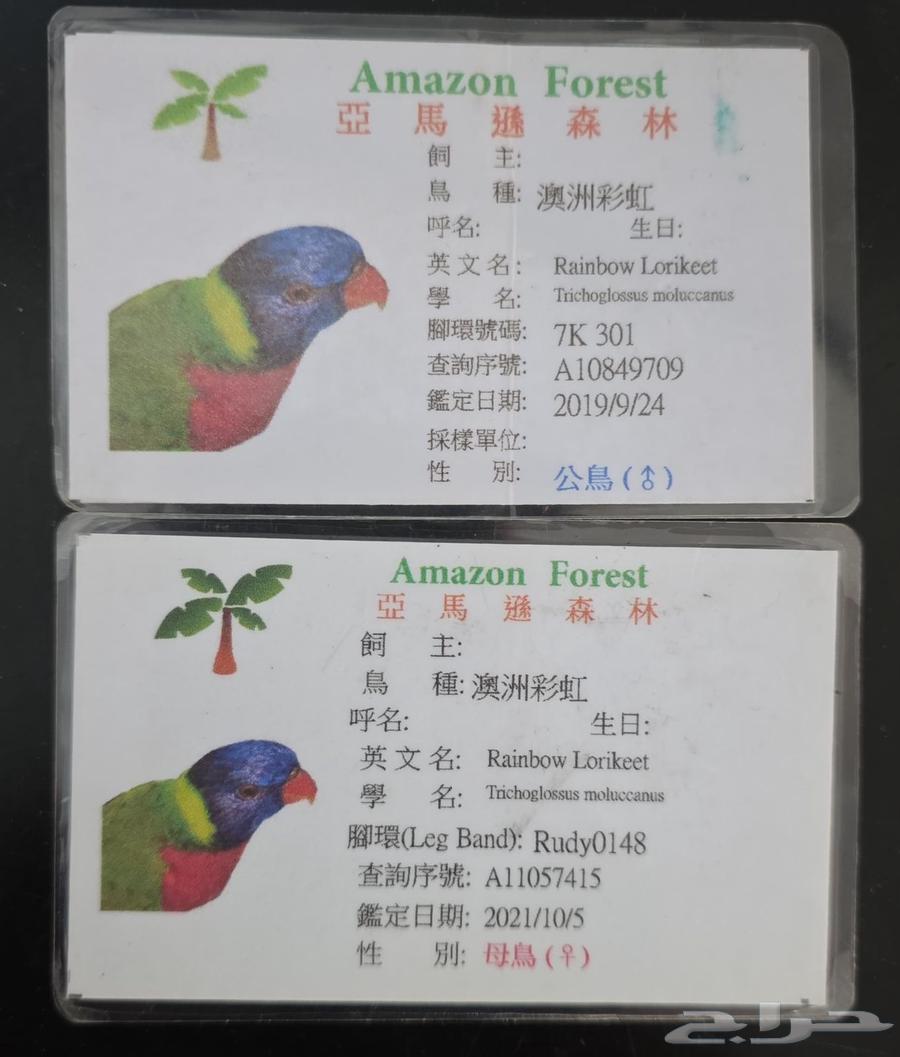 Amazon Forest
亞馬遜森林
飼主:
鳥種: 澳洲彩虹
呼名: 生日:
英文名: Rainbow Lorikeet
學名: Trichoglossus moluccanus
腳環號碼: 7K 301
查詢序號: A10849709
鑑定日期: 2019/9/24
採樣單位:
性別: 公鳥(♂)
Amazon Forest
亞馬遜森林
飼主:
鳥種: 澳洲彩虹
呼名: 生日:
英文名: Rainbow Lorikeet
學名: Trichoglossus moluccanus
腳環(Leg Band): Rudy0148
查詢序號: A11057415
鑑定日期: 2021/10/5
性別: 母鳥(♀)
حراج